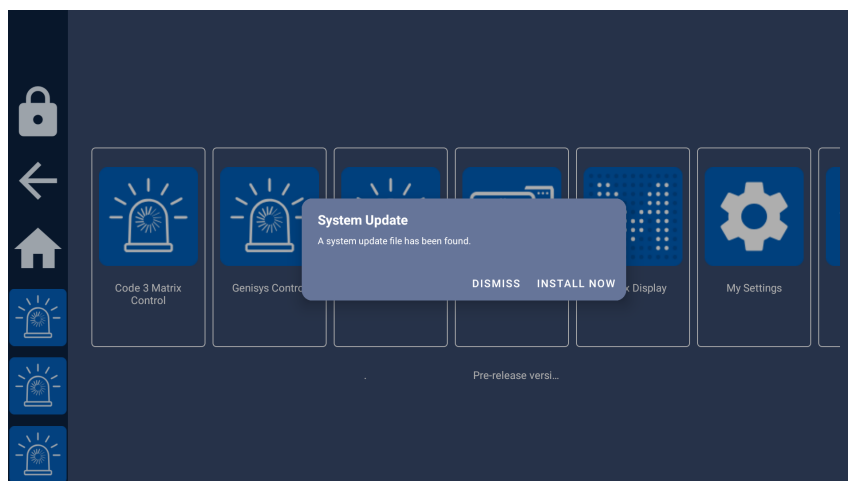 System Update
A system update file has been found.
DISMISS INSTALL NOW
Code 3 Matrix
Control
Genisys Contro
x Display
My Settings
.
Pre-release versi...